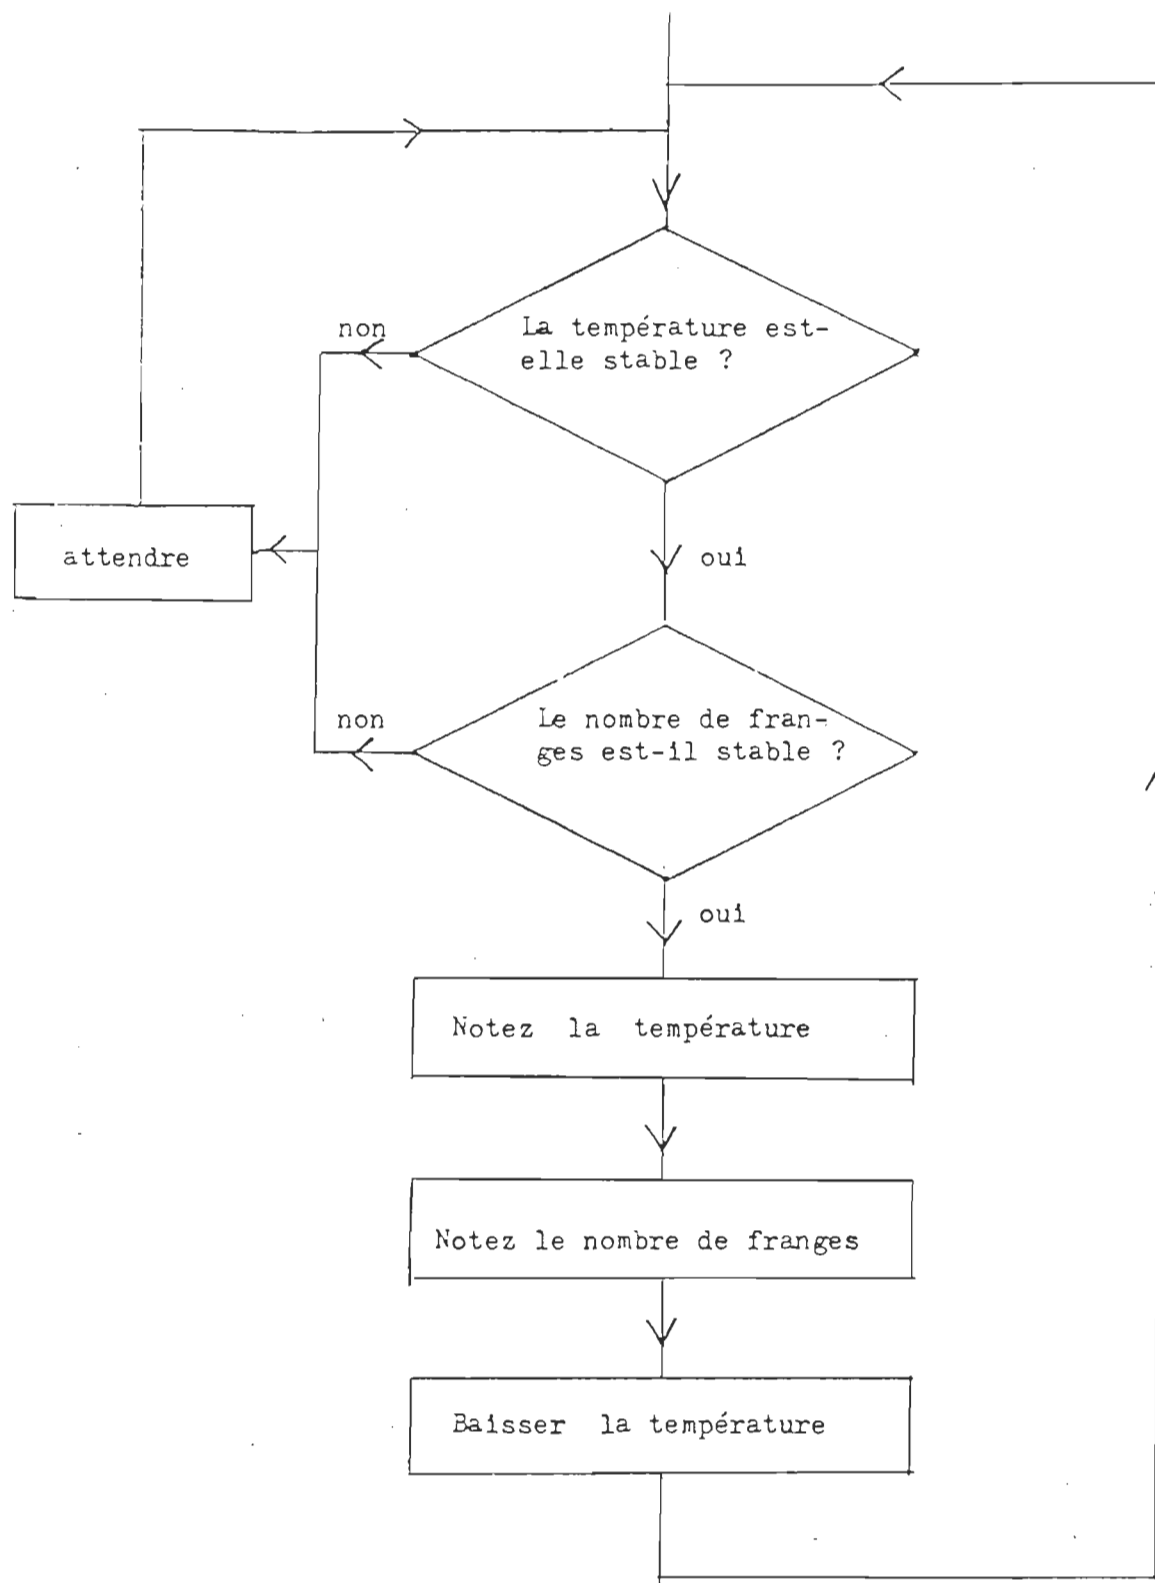 non
La température est-
elle stable ?
attendre
oui
non
Le nombre de fran-
ges est-il stable ?
oui
Notez la température
Notez le nombre de franges
Baisser la température